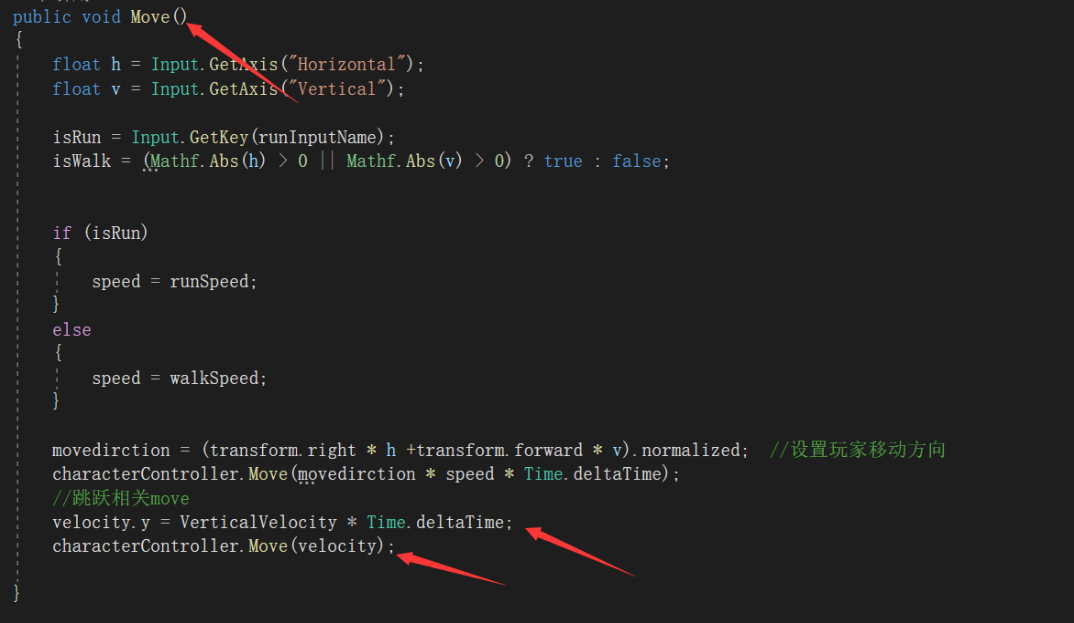 public void Move()
{
float h = Input.GetAxis("Horizontal");
float v = Input.GetAxis("Vertical");
isRun = Input.GetKey(runInputName);
isWalk = (Mathf.Abs(h) > 0 || Mathf.Abs(v) > 0) ? true : false;
if (isRun)
{
speed = runSpeed;
}
else
{
speed = walkSpeed;
}
movedirction = (transform.right * h +transform.forward * v).normalized; //设置玩家移动方向
characterController.Move(movedirction * speed * Time.deltaTime);
//跳跃相关move
velocity.y = VerticalVelocity * Time.deltaTime;
characterController.Move(velocity);
}